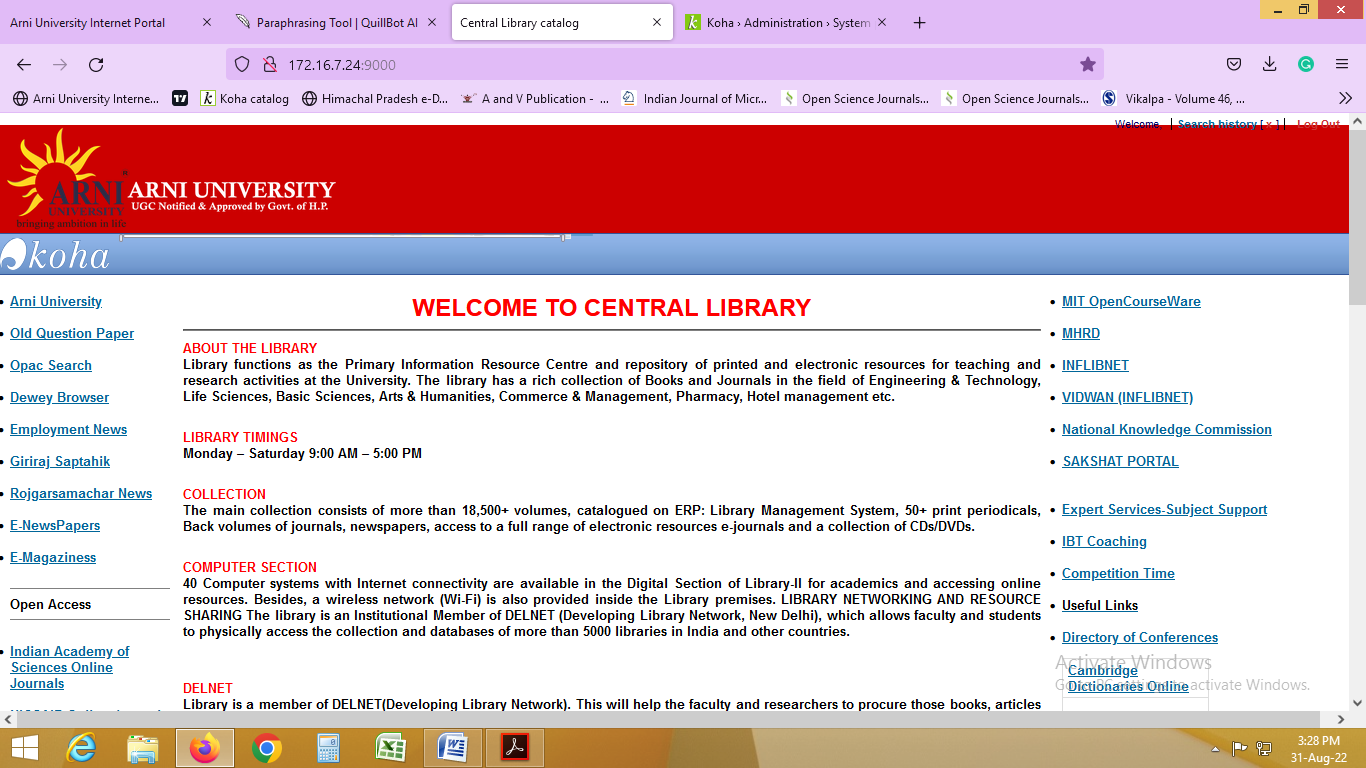 Arni University Internet Portal
Paraphrasing Tool | QuillBot AI
Central Library catalog
Koha › Administration › System
172.16.7.24:9000
Arni University Interne...
Koha catalog
Himachal Pradesh e-D...
A and V Publication - ...
Indian Journal of Micr...
Open Science Journals...
Open Science Journals...
Vikalpa - Volume 46, ...
Welcome | Search history [ x ] | Log Out
ARNI
UNIVERSITY
bringing ambition in life
ARNI UNIVERSITY
UGC Notified & Approved by Govt. of H.P.
koha
Arni University
Old Question Paper
Opac Search
Dewey Browser
Employment News
Giriraj Saptahik
Rojgarsamachar News
E-NewsPapers
E-Magaziness
Open Access
Indian Academy of
Sciences Online
Journals
WELCOME TO CENTRAL LIBRARY
ABOUT THE LIBRARY
Library functions as the Primary Information Resource Centre and repository of printed and electronic resources for teaching and
research activities at the University. The library has a rich collection of Books and Journals in the field of Engineering & Technology,
Life Sciences, Basic Sciences, Arts & Humanities, Commerce & Management, Pharmacy, Hotel management etc.
LIBRARY TIMINGS
Monday – Saturday 9:00 AM – 5:00 PM
COLLECTION
The main collection consists of more than 18,500+ volumes, catalogued on ERP: Library Management System, 50+ print periodicals,
Back volumes of journals, newspapers, access to a full range of electronic resources e-journals and a collection of CDs/DVDs.
COMPUTER SECTION
40 Computer systems with Internet connectivity are available in the Digital Section of Library-II for academics and accessing online
resources. Besides, a wireless network (Wi-Fi) is also provided inside the Library premises. LIBRARY NETWORKING AND RESOURCE
SHARING The library is an Institutional Member of DELNET (Developing Library Network, New Delhi), which allows faculty and students
to physically access the collection and databases of more than 5000 libraries in India and other countries.
DELNET
Library is a member of DELNET(Developing Library Network). This will help the faculty and researchers to procure those books, articles
MIT OpenCourseWare
MHRD
INFLIBNET
VIDWAN (INFLIBNET)
National Knowledge Commission
SAKSHAT PORTAL
Expert Services-Subject Support
IBT Coaching
Competition Time
Useful Links
Directory of Conferences
Cambridge
Dictionaries Online
Activate Windows
activate Windows.
3:28 PM
31-Aug-22